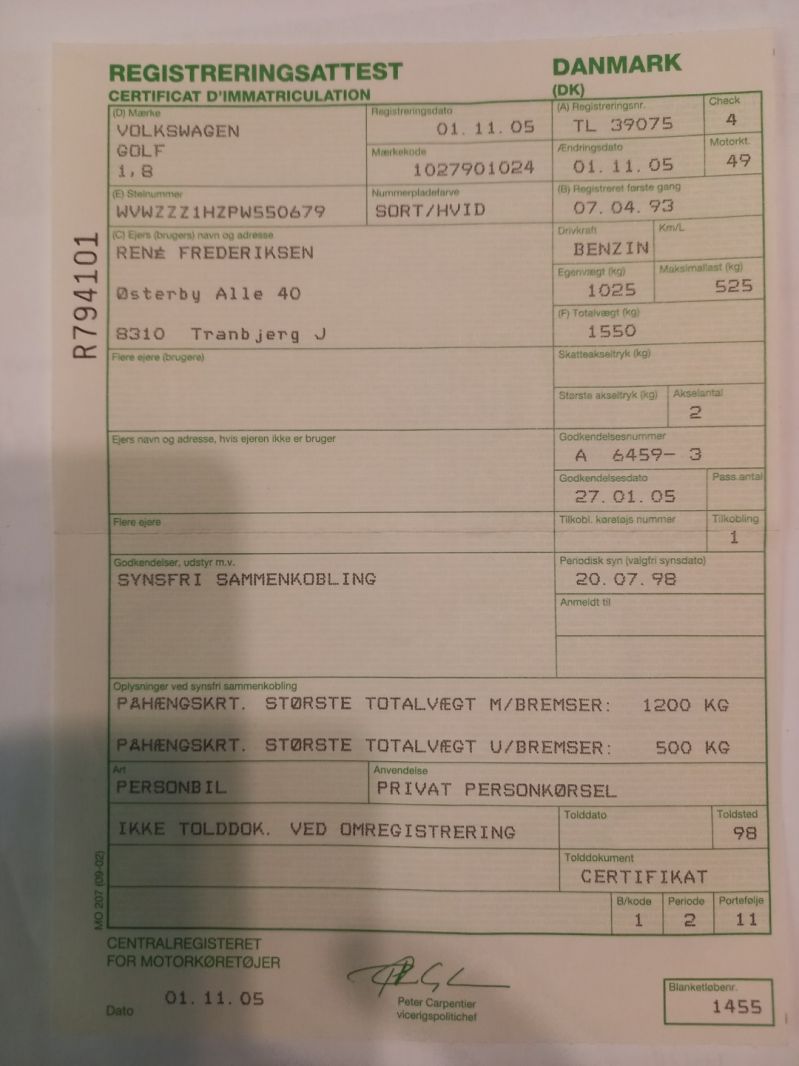 REGISTRERINGSATTEST
CERTIFICAT D'IMMATRICULATION
DANMARK
(DK)
(D) Mærke
VOLKSWAGEN
GOLF
1,8
Registreringsdato
01.11.05
Mærkekode
1027901024
(A) Registreringsnr.
TL 39075
Check
4
Ændringsdato
01.11.05
Motorkt.
49
(E) Stelnummer
WVWZZZ1HZPW550679
Nummerpladefarve
SORT/HVID
(B) Registreret første gang
07.04.93
(C) Ejers (brugers) navn og adresse
RENÉ FREDERIKSEN
Østerby Alle 40
8310 Tranbjerg J
Drivkraft
BENZIN
Km/L
Egenvægt (kg)
1025
Maksimallast (kg)
525
(F) Totalvægt (kg)
1550
R794101
Flere ejere (brugere)
Skatteakseltryk (kg)
Største akseltryk (kg)
Akselantal
2
Ejers navn og adresse, hvis ejeren ikke er bruger
Godkendelsesnummer
A 6459- 3
Godkendelsesdato
27.01.05
Pass.antal
Flere ejere
Tilkobl. køretøjs nummer
Tilkobling
1
Godkendelser, udstyr m.v.
SYNSFRI SAMMENKOBLING
Periodisk syn (valgfri synsdato)
20.07.98
Anmeldt til
Oplysninger ved synsfri sammenkobling
PÅHÆNGSKRT. STØRSTE TOTALVÆGT M/BREMSER: 1200 KG
PÅHÆNGSKRT. STØRSTE TOTALVÆGT U/BREMSER: 500 KG
Art
PERSONBIL
Anvendelse
PRIVAT PERSONKØRSEL
IKKE TOLDDOK. VED OMREGISTRERING
Tolddato
Toldsted
98
Tolddokument
CERTIFIKAT
B/kode
1
Periode
2
Portefølje
11
MO 207 (09-02)
CENTRALREGISTERET
FOR MOTORKØRETØJER
Dato
01.11.05
Peter Carpentier
vicerigspolitichef
Blanketløbenr.
1455